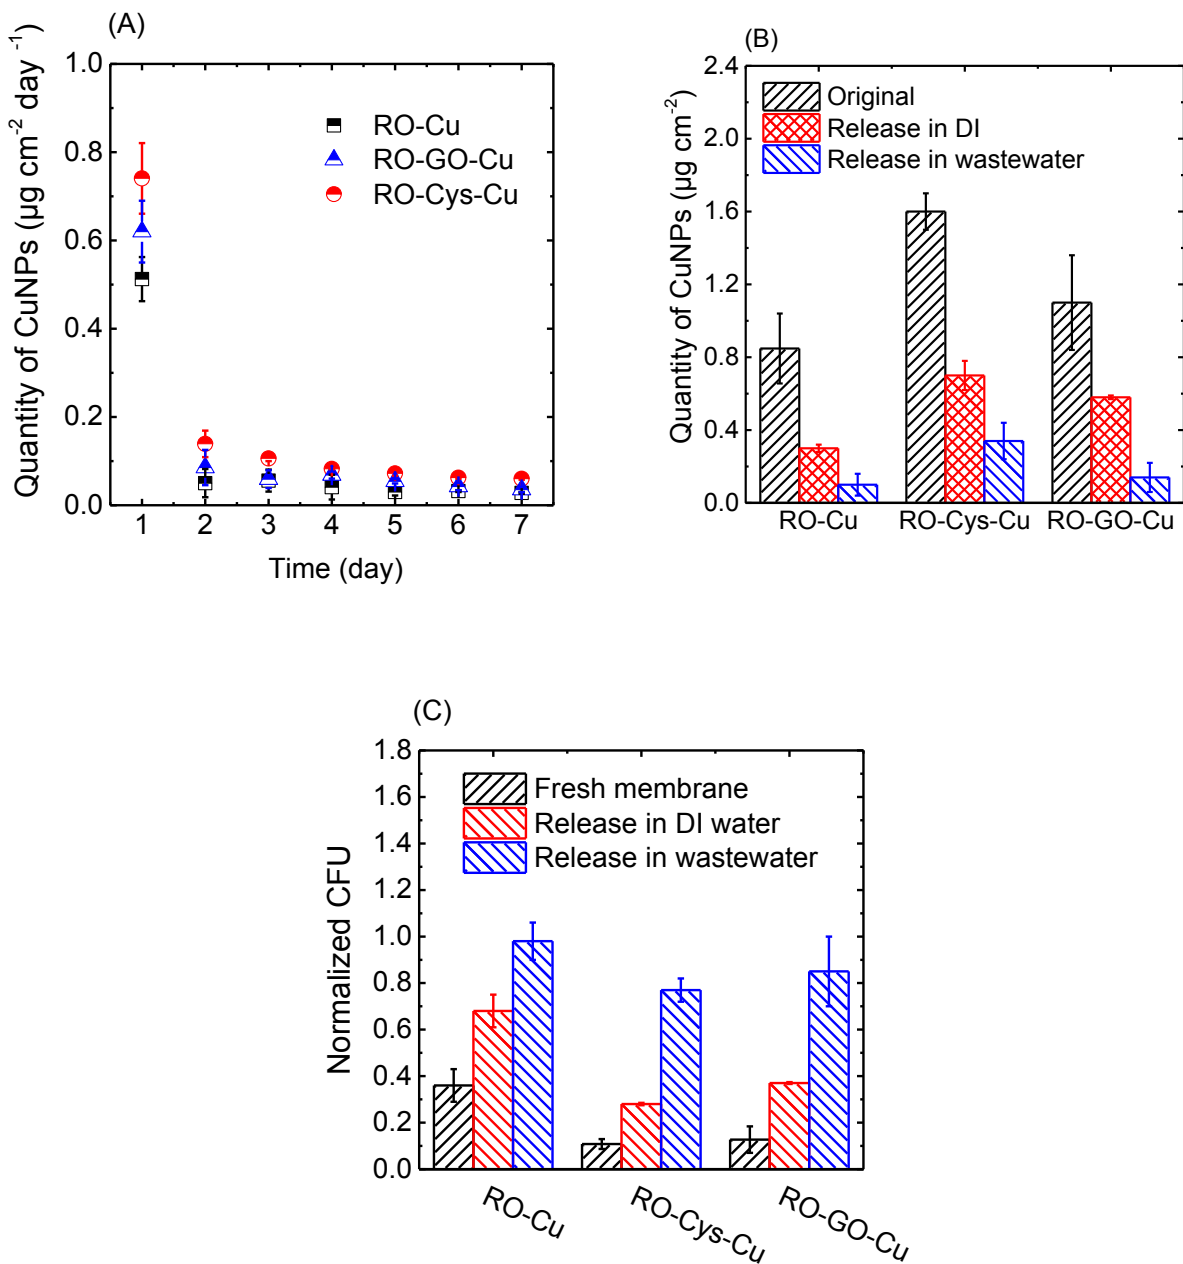 (A)
Quantity of CuNPs (µg cm-2 day -1)
1.0
0.8
0.6
0.4
0.2
0.0
RO-Cu
RO-GO-Cu
RO-Cys-Cu
1 2 3 4 5 6 7
Time (day)
(B)
Quantity of CuNPs (µg cm-2)
2.4
2.0
1.6
1.2
0.8
0.4
0.0
Original
Release in DI
Release in wastewater
RO-Cu RO-Cys-Cu RO-GO-Cu
(C)
Normalized CFU
1.8
1.6
1.4
1.2
1.0
0.8
0.6
0.4
0.2
0.0
Fresh membrane
Release in DI water
Release in wastewater
RO-Cu
RO-Cys-Cu
RO-GO-Cu